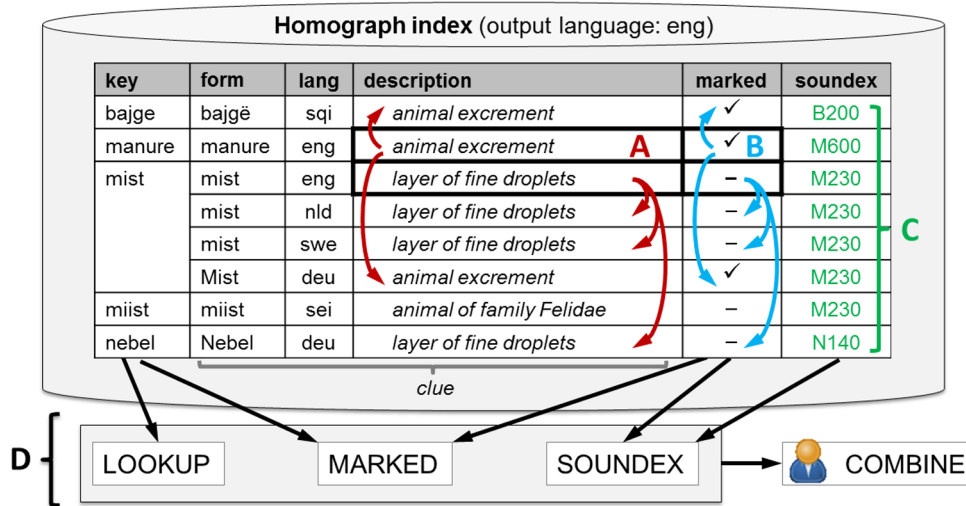 Homograph index (output language: eng)
key form lang description marked soundex
bajge bajgë sqi animal excrement ✓ B200
manure manure eng animal excrement A ✓ B M600
mist mist eng layer of fine droplets – M230
mist nld layer of fine droplets – M230
mist swe layer of fine droplets – M230 C
Mist deu animal excrement ✓ M230
miist miist sei animal of family Felidae – M230
nebel Nebel deu layer of fine droplets – N140
clue
D LOOKUP MARKED SOUNDEX COMBINE